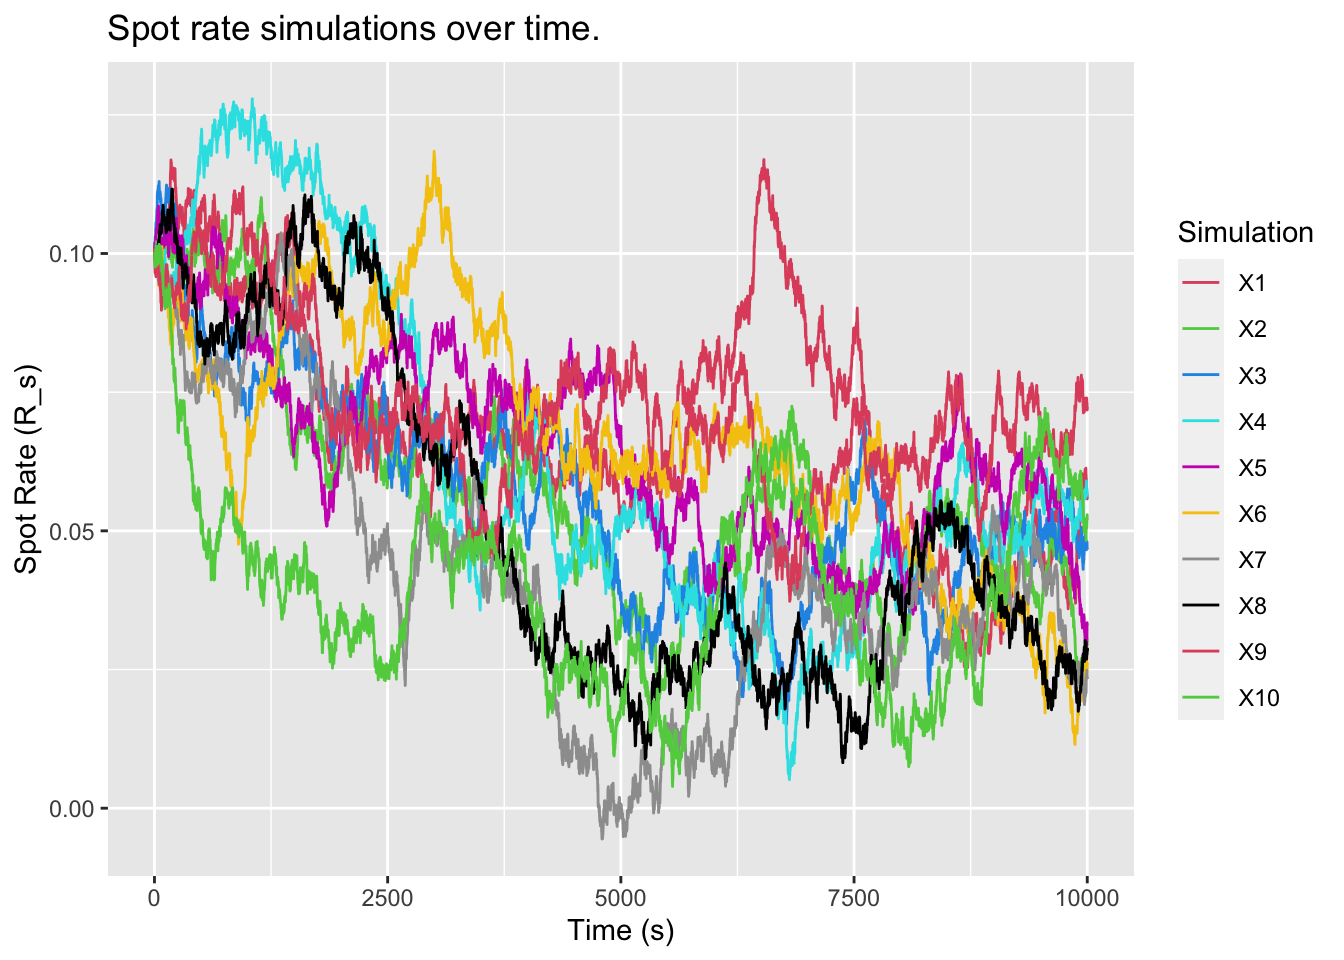 Spot rate simulations over time.
Spot Rate (R_s)
0.10
0.05
0.00
0
2500
5000
7500
10000
Time (s)
Simulation
X1
X2
X3
X4
X5
X6
X7
X8
X9
X10